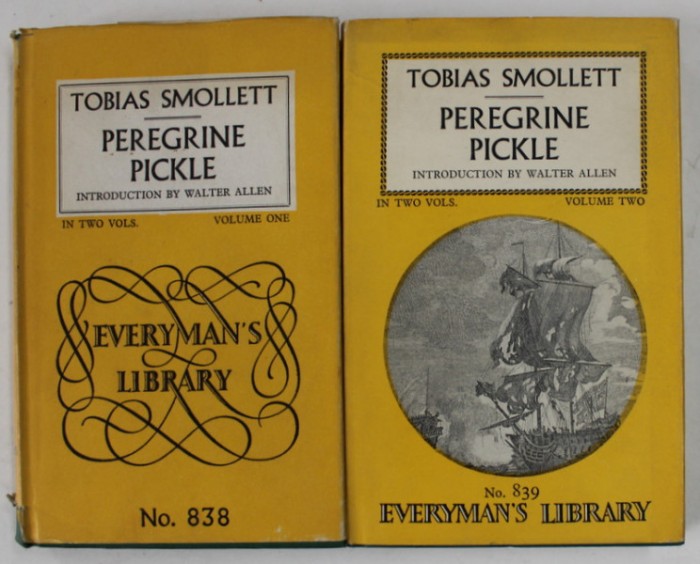 TOBIAS SMOLLETT
PEREGRINE
PICKLE
INTRODUCTION BY WALTER ALLEN
IN TWO VOLS. VOLUME ONE
EVERYMAN'S
LIBRARY
No. 838
TOBIAS SMOLLETT
PEREGRINE
PICKLE
INTRODUCTION BY WALTER ALLEN
IN TWO VOLS. VOLUME TWO
No. 839
EVERYMAN'S LIBRARY